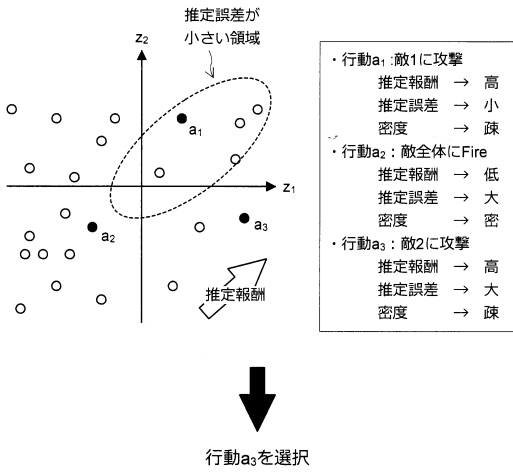 推定誤差が
小さい領域
z2
a1
z1
a2
a3
推定報酬
・行動a1:敵1に攻撃
推定報酬 → 高
推定誤差 → 小
密度 → 疎
・行動a2:敵全体にFire
推定報酬 → 低
推定誤差 → 大
密度 → 密
・行動a3:敵2に攻撃
推定報酬 → 高
推定誤差 → 大
密度 → 疎
行動a3を選択